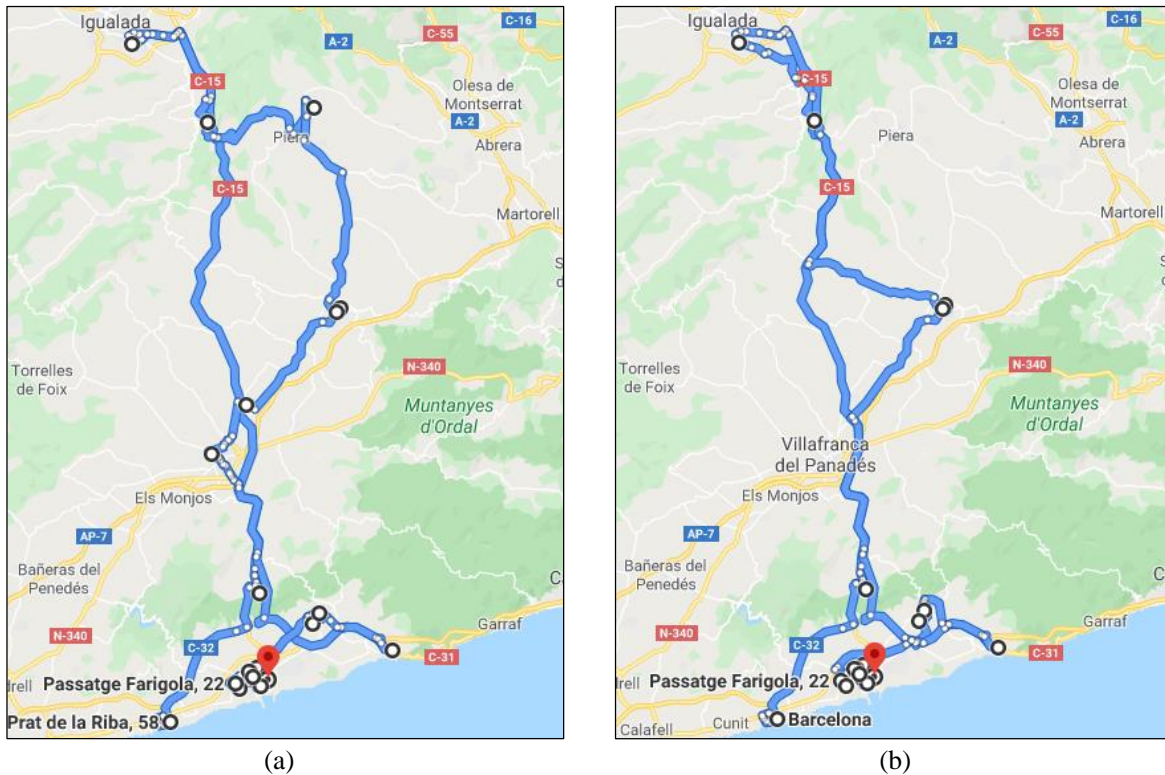 Igualada
C-16
C-55
A-2
Olesa de
Montserrat
C-15
A-2
Abrera
Piera
C-15
Martorell
Torrelles
de Foix
N-340
Muntanyes
d'Ordal
Els Monjos
AP-7
Bañeras del
Penedés
Garraf
N-340
C-32
C-31
Passatge Farigola, 22
Prat de la Riba, 58
(a)
Igualada
C-16
C-55
A-2
Olesa de
Montserrat
C-15
A-2
Abrera
Piera
C-15
Martorell
Torrelles
de Foix
N-340
Muntanyes
d'Ordal
Villafranca
del Panadés
Els Monjos
AP-7
Bañeras del
Penedés
Garraf
N-340
C-32
C-31
Passatge Farigola, 22
Cunit
Barcelona
Calafell
(b)